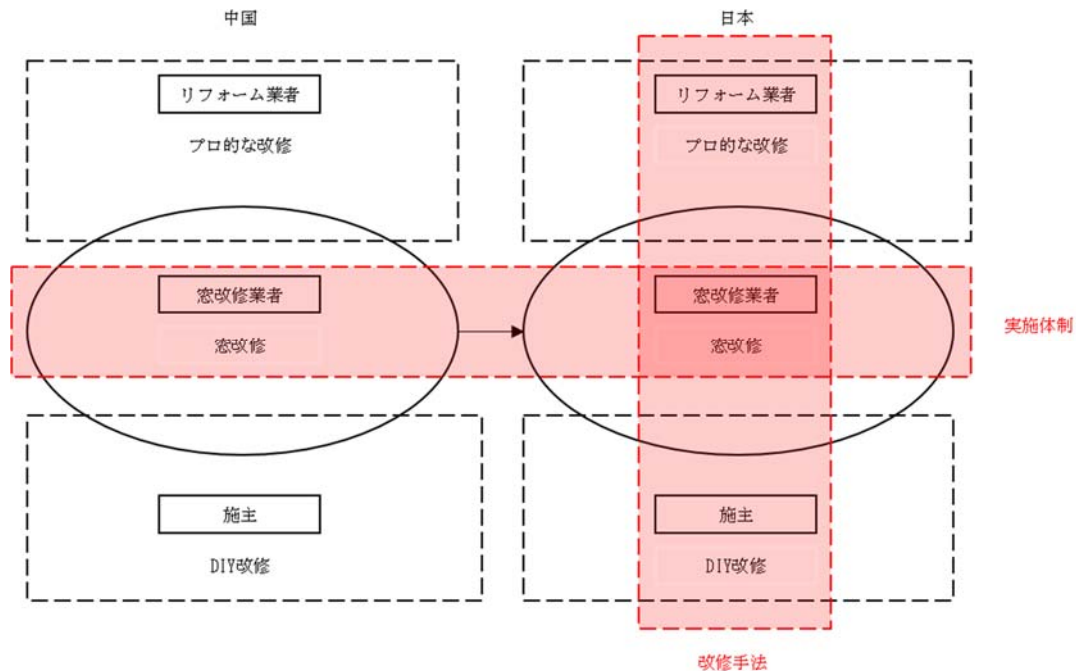 中国
日本
リフォーム業者
リフォーム業者
プロ的な改修
プロ的な改修
窓改修業者
窓改修業者
実施体制
窓改修
窓改修
施主
施主
DIY改修
DIY改修
改修手法